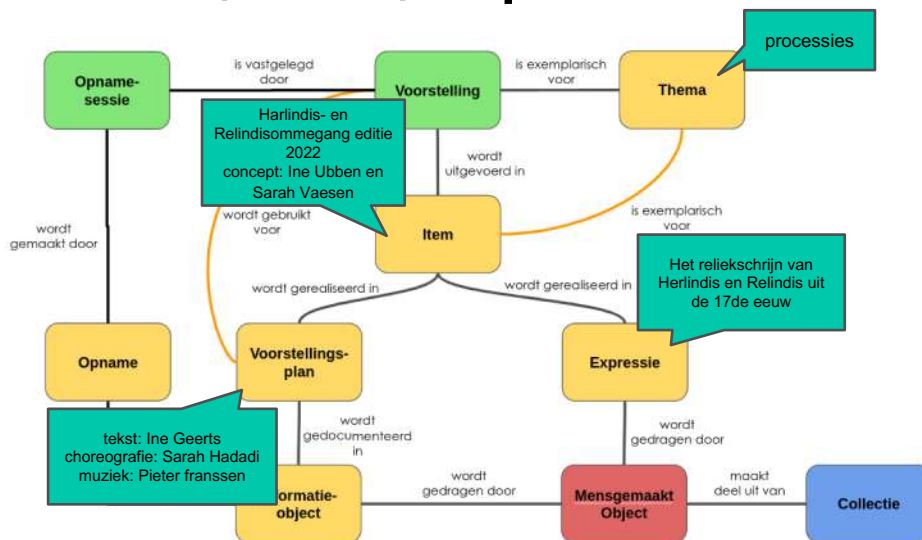 processies
is vastgelegd
door
is exemplarisch
voor
Opname-
sessie
Voorstelling
Thema
Harlindis- en
Relindisommegang editie
2022
concept: Ine Ubben en
Sarah Vaesen
wordt
uitgevoerd in
wordt gebruikt
voor
wordt
gemaakt door
Item
is exemplarisch
voor
Het reliekschrijn van
Herlindis en Relindis uit
de 17de eeuw
wordt gerealiseerd in
wordt gerealiseerd in
Opname
Voorstellings-
plan
Expressie
tekst: Ine Geerts
choreografie: Sarah Hadadi
muziek: Pieter franssen
wordt
gedocumenteerd
in
wordt
gedragen door
ormatie-
object
wordt
gedragen door
Mensgemaakt
Object
maakt
deel uit van
Collectie